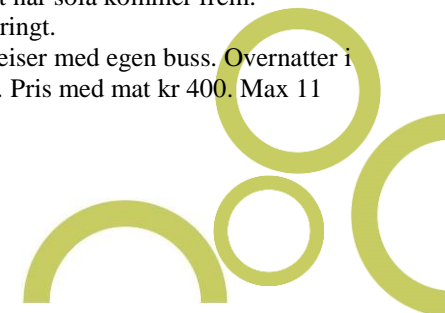 når sola kommer frem.
ringt.
eiser med egen buss. Overnatter i
. Pris med mat kr 400. Max 11